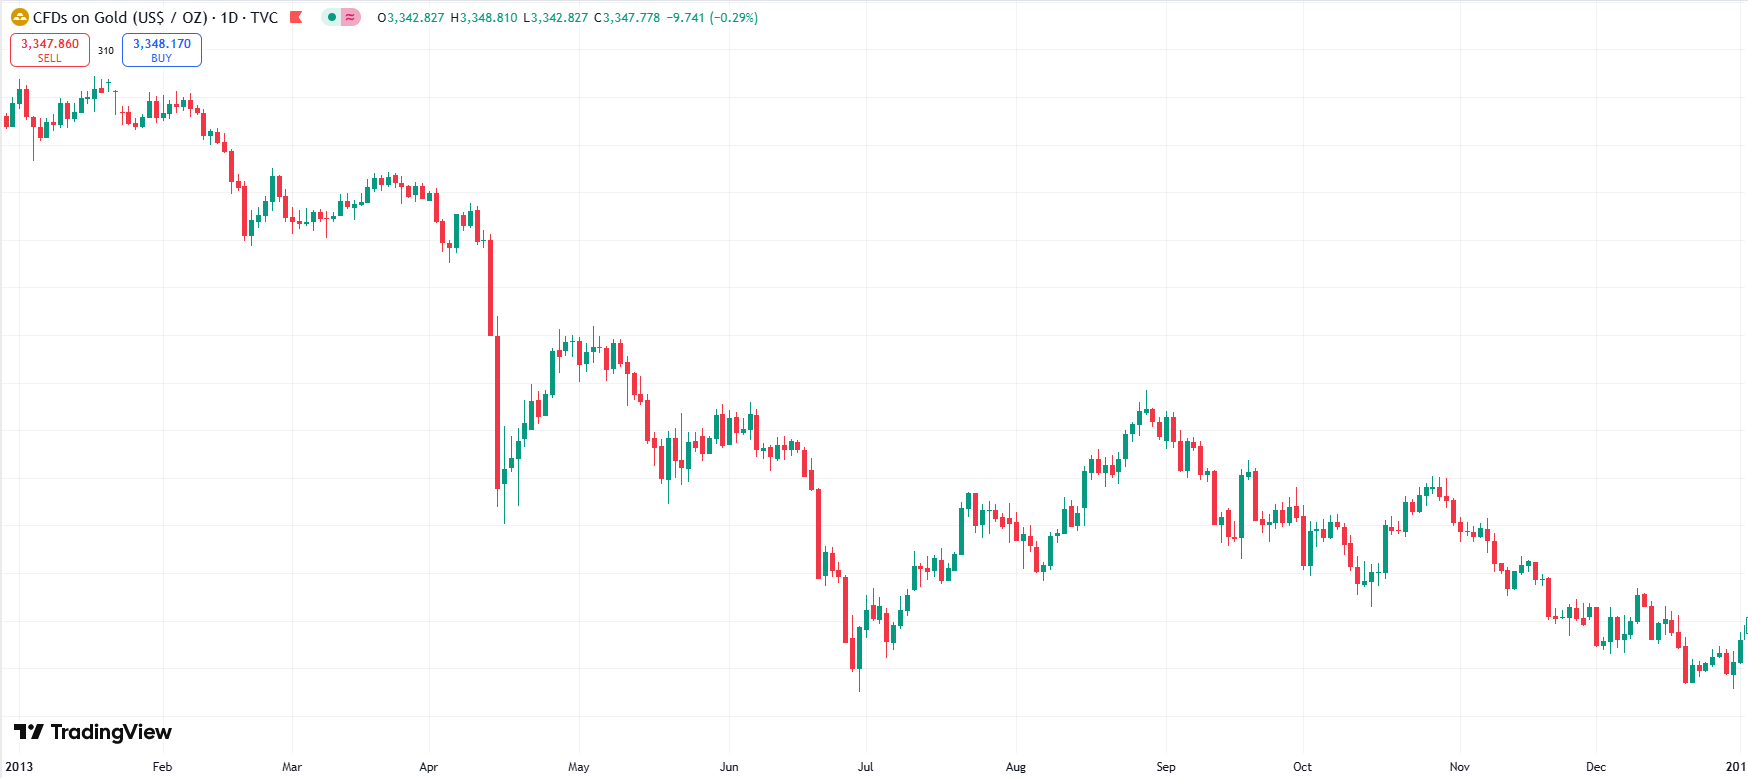 CFDs on Gold (US$ / OZ) · 1D · TVC O3,342.827 H3,348.810 L3,342.827 C3,347.778 −9.741 (−0.29%)
3,347.860 310 3,348.170
SELL BUY
TradingView
2013 Feb Mar Apr May Jun Jul Aug Sep Oct Nov Dec 201